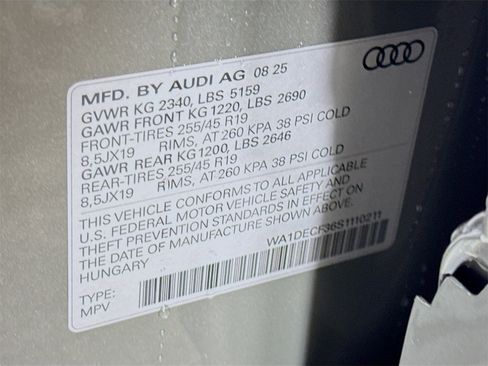 MFD. BY AUDI AG 08 25
GVWR KG 2340, LBS 5159
GAWR FRONT KG 1220, LBS 2690
FRONT-TIRES 255/45 R19
8,5JX19 RIMS, AT 260 KPA 38 PSI COLD
GAWR REAR KG 1200, LBS 2646
REAR-TIRES 255/45 R19
8,5JX19 RIMS, AT 260 KPA 38 PSI COLD
THIS VEHICLE CONFORMS TO ALL APPLICABLE
U.S. FEDERAL MOTOR VEHICLE SAFETY AND
THEFT PREVENTION STANDARDS IN EFFECT ON
THE DATE OF MANUFACTURE SHOWN ABOVE.
HUNGARY
WA1DECF36S1110211
TYPE:
MPV